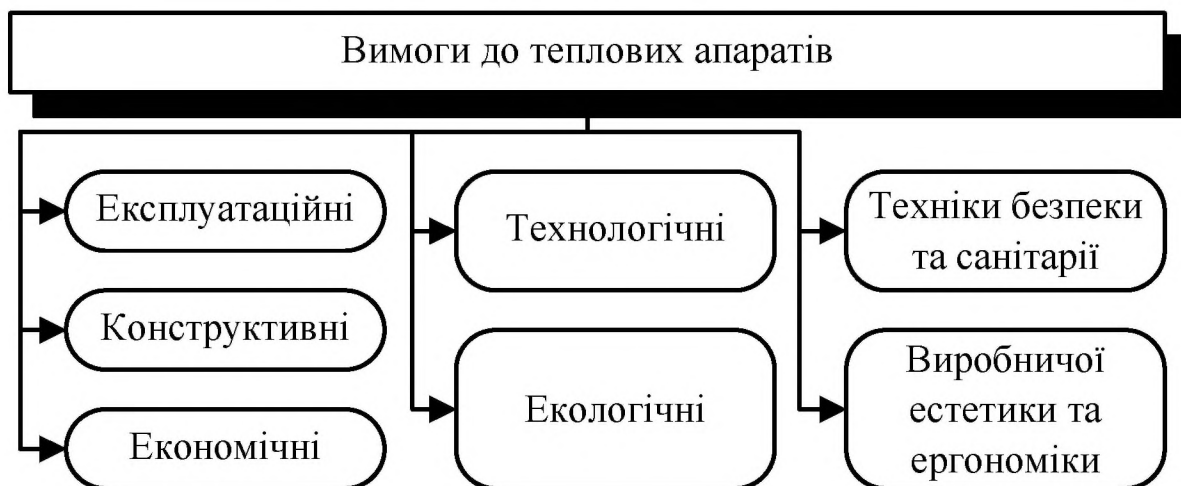 Вимоги до теплових апаратів
Експлуатаційні
Конструктивні
Економічні
Технологічні
Екологічні
Техніки безпеки
та санітарії
Виробничої
естетики та
ергономіки